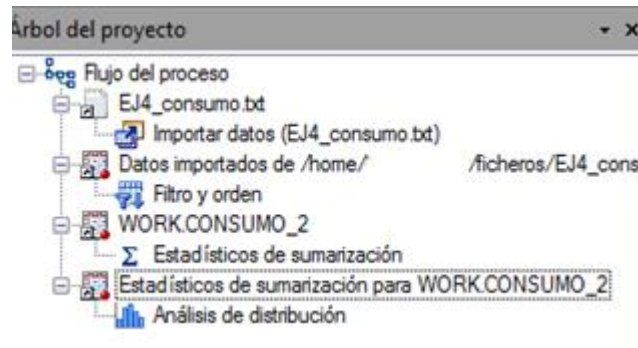 Árbol del proyecto
Flujo del proceso
EJ4_consumo.txt
Importar datos (EJ4_consumo.txt)
Datos importados de /home/ /ficheros/EJ4_cons
Filtro y orden
WORK.CONSUMO_2
Σ Estadísticos de sumarización
Estadísticos de sumarización para WORK.CONSUMO_2
Análisis de distribución